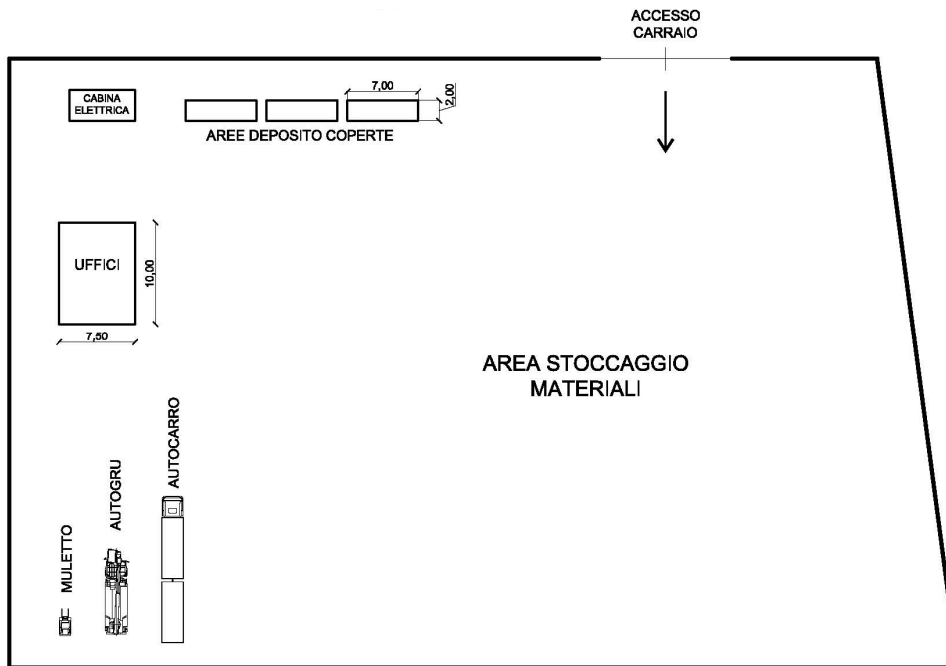 ACCESSO
CARRAIO
CABINA
ELETTRICA
7,00
2,00
AREE DEPOSITO COPERTE
UFFICI
10,00
7,50
AREA STOCCAGGIO
MATERIALI
AUTOCARRO
AUTOGRU
MULETTO